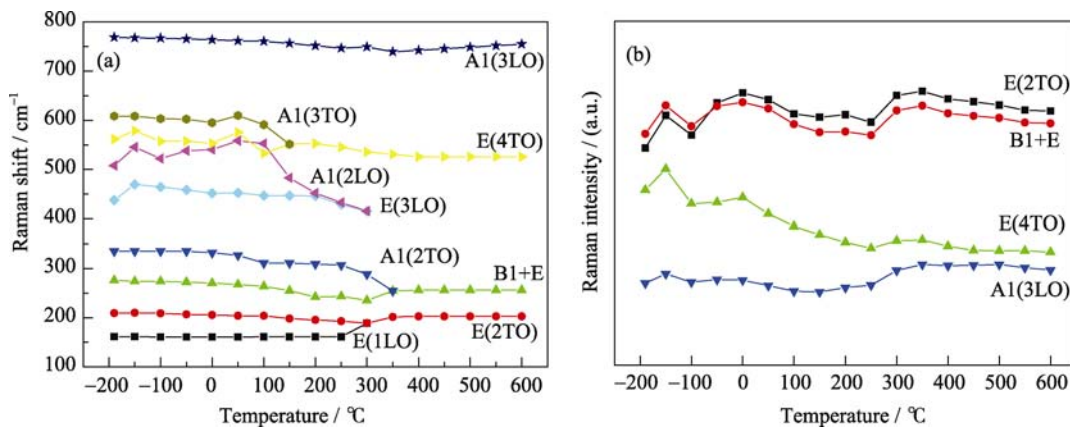 (a)
800
700
600
500
400
300
200
100
Raman shift / cm⁻¹
A1(3LO)
A1(3TO)
E(4TO)
A1(2LO)
E(3LO)
A1(2TO)
B1+E
E(2TO)
E(1LO)
−200 −100 0 100 200 300 400 500 600
Temperature / ℃
(b)
Raman intensity / (a.u.)
E(2TO)
B1+E
E(4TO)
A1(3LO)
−200 −100 0 100 200 300 400 500 600
Temperature / ℃